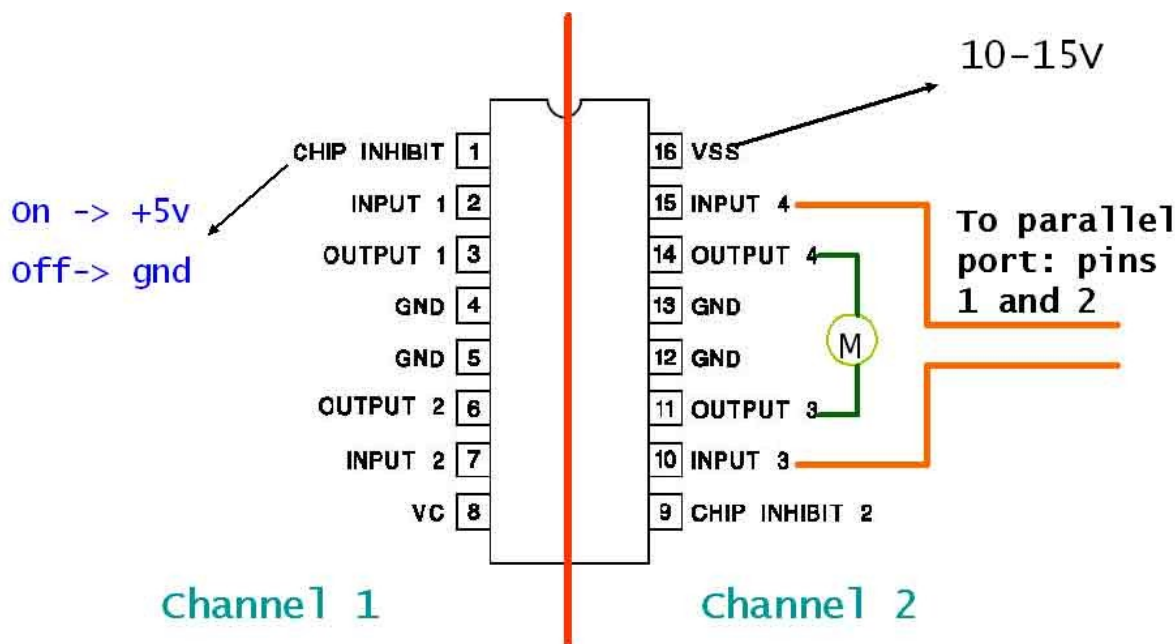 10-15V
CHIP INHIBIT 1
16 VSS
On -> +5v
INPUT 1 2
15 INPUT 4
To parallel
port: pins
1 and 2
Off-> gnd
OUTPUT 1 3
14 OUTPUT 4
GND 4
13 GND
M
GND 5
12 GND
OUTPUT 2 6
11 OUTPUT 3
INPUT 2 7
10 INPUT 3
VC 8
9 CHIP INHIBIT 2
Channel 1
Channel 2